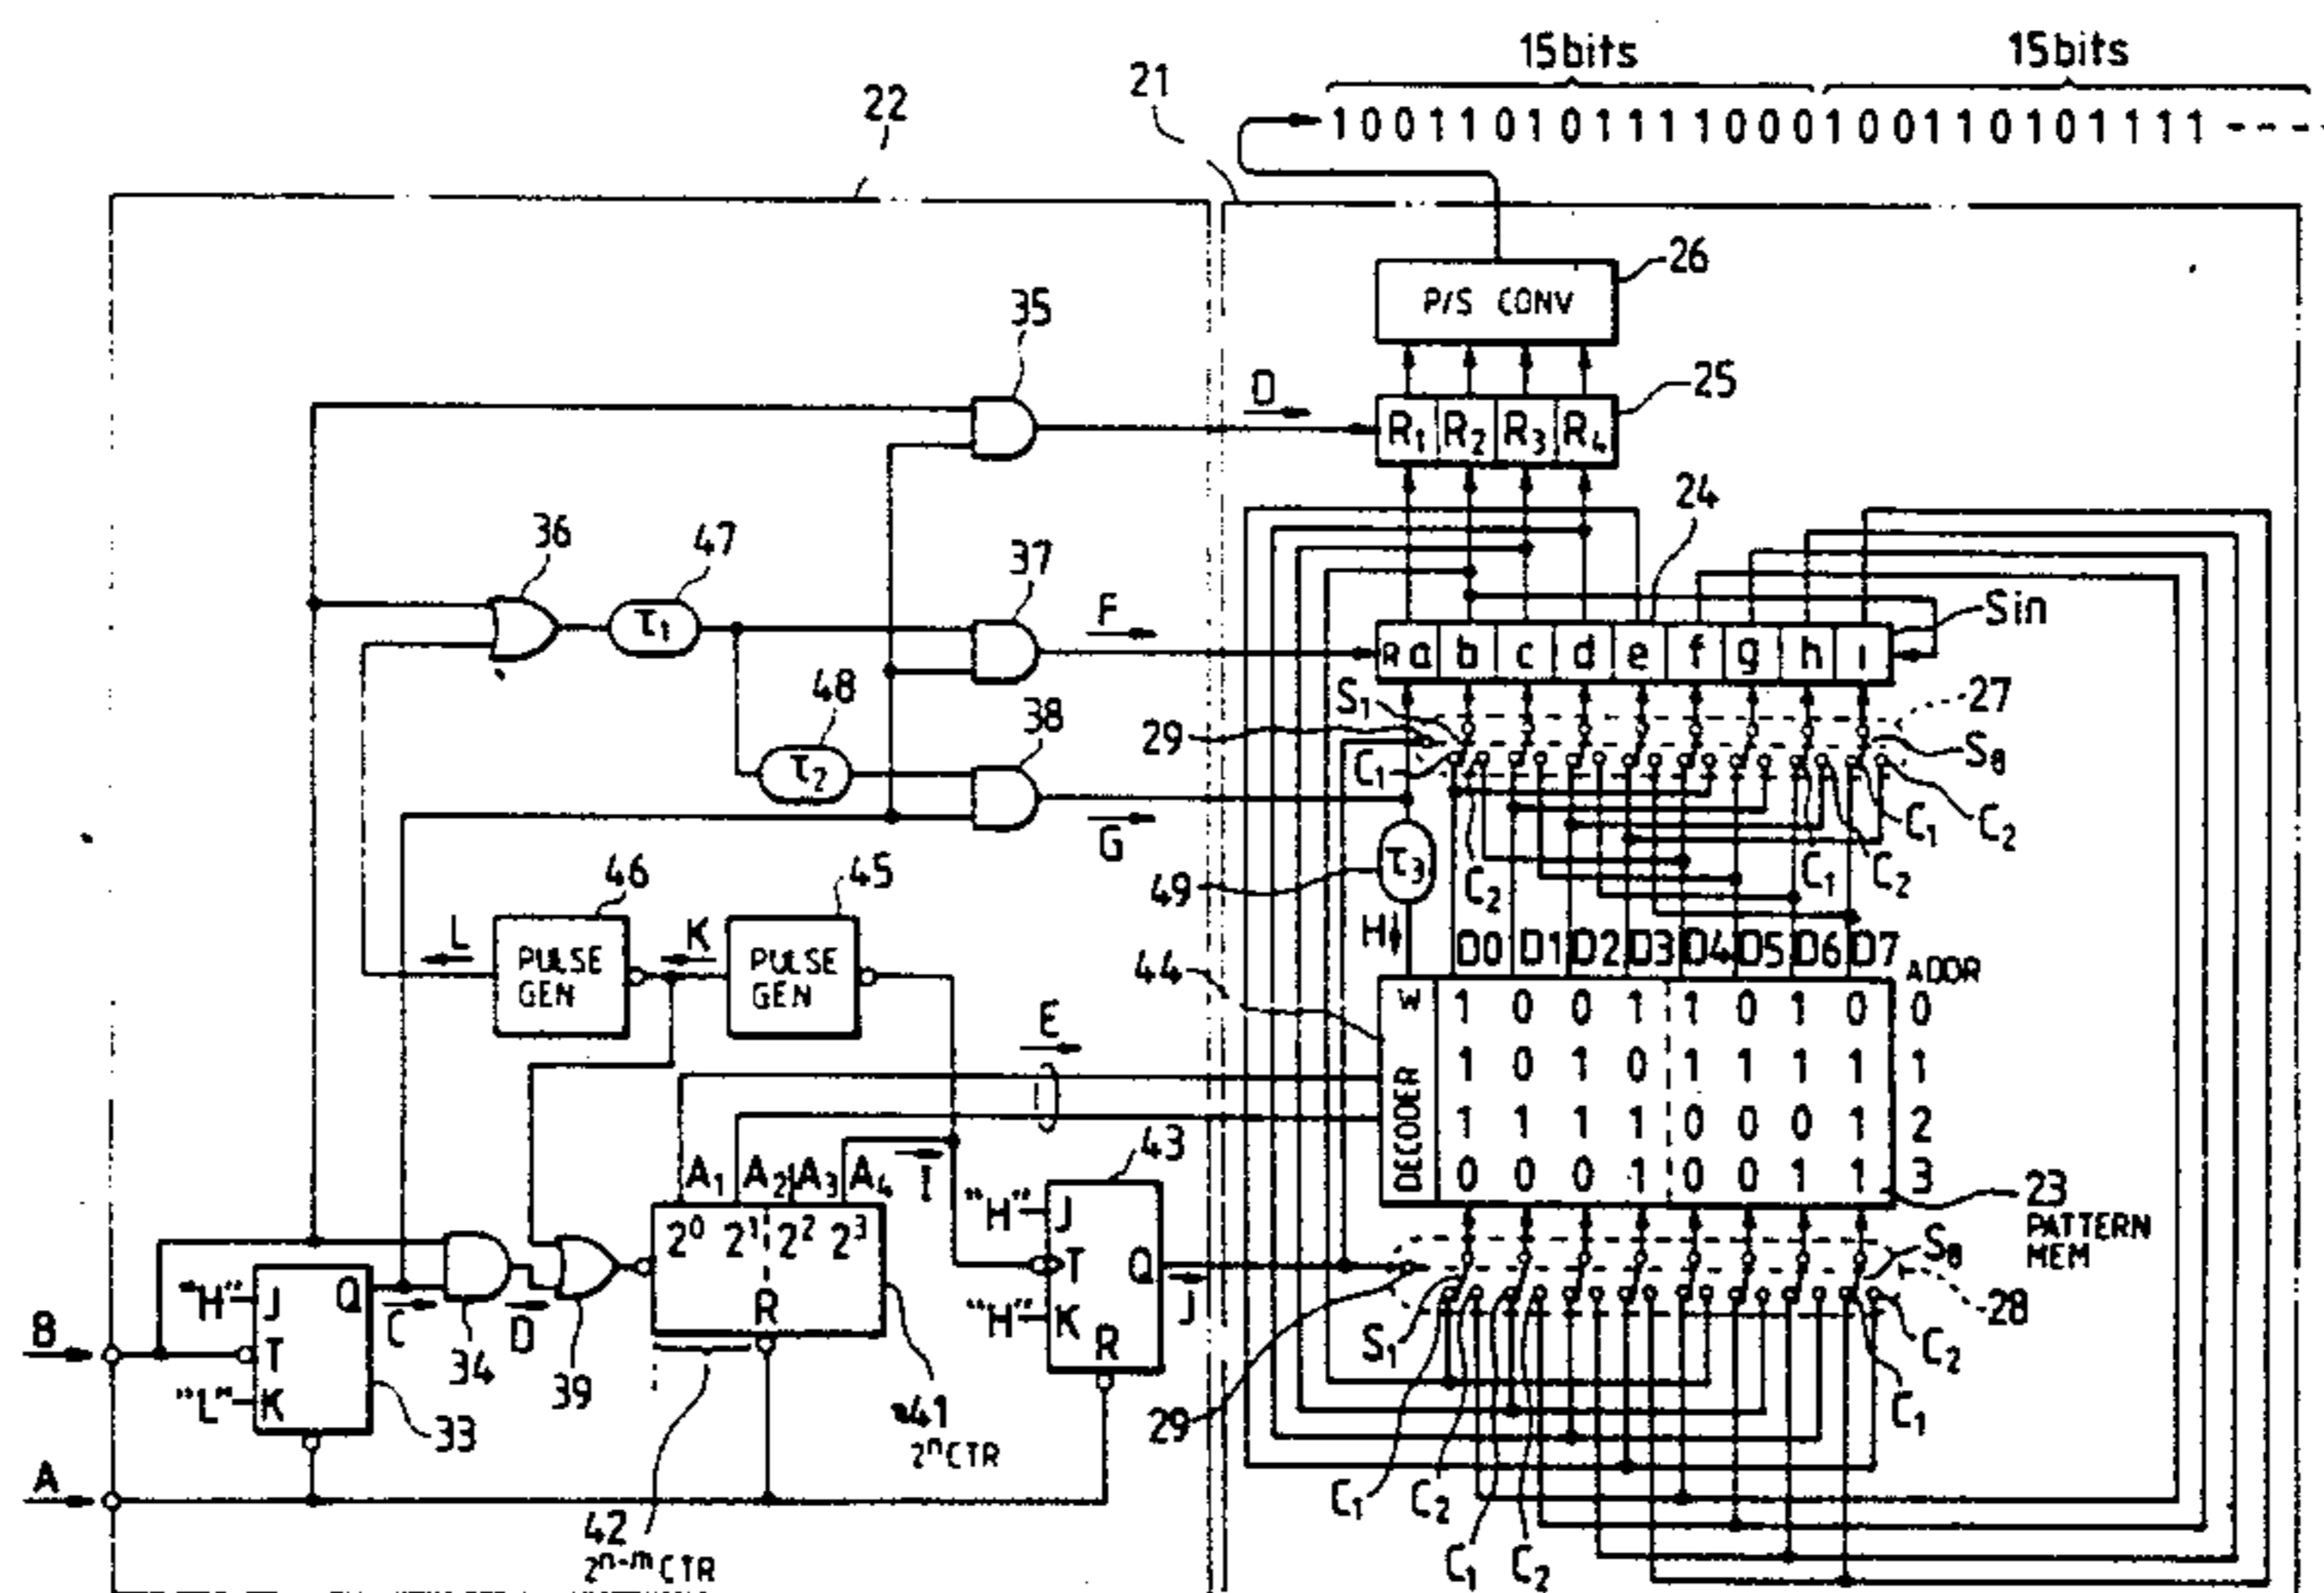 15bits 15bits
21
22
100110101111000100110101111 ----
26
P/S CONV
35
D
25
R1 R2 R3 R4
24
36
47
37
F
Sin
τ1
R a b c d e f g h i
48
38
S1
27
29
τ2
C1
S8
G
C1 C2
46
45
49
τ3
C2
C1 C2
H
L
K
PULSE GEN
PULSE GEN
D0 D1 D2 D3 D4 D5 D6 D7 ADDR
44
W 1 0 0 1 1 0 1 0 0
E
1 0 1 0 1 1 1 1 1
DECODER
1 1 1 1 0 0 0 1 2
0 0 0 1 0 0 1 1 3
43
A1 A2 A3 A4
I
23
PATTERN MEM
2⁰ 2¹ 2² 2³
"H" J
T Q
"H" K
R
J
S8
28
"H" J Q
C
D
R
B
T
34
39
"L" K
33
41
2ⁿ CTR
29
S1
C2
C1
A
42
2ⁿ⁻ᵐ CTR
C1 C2
C1 C2